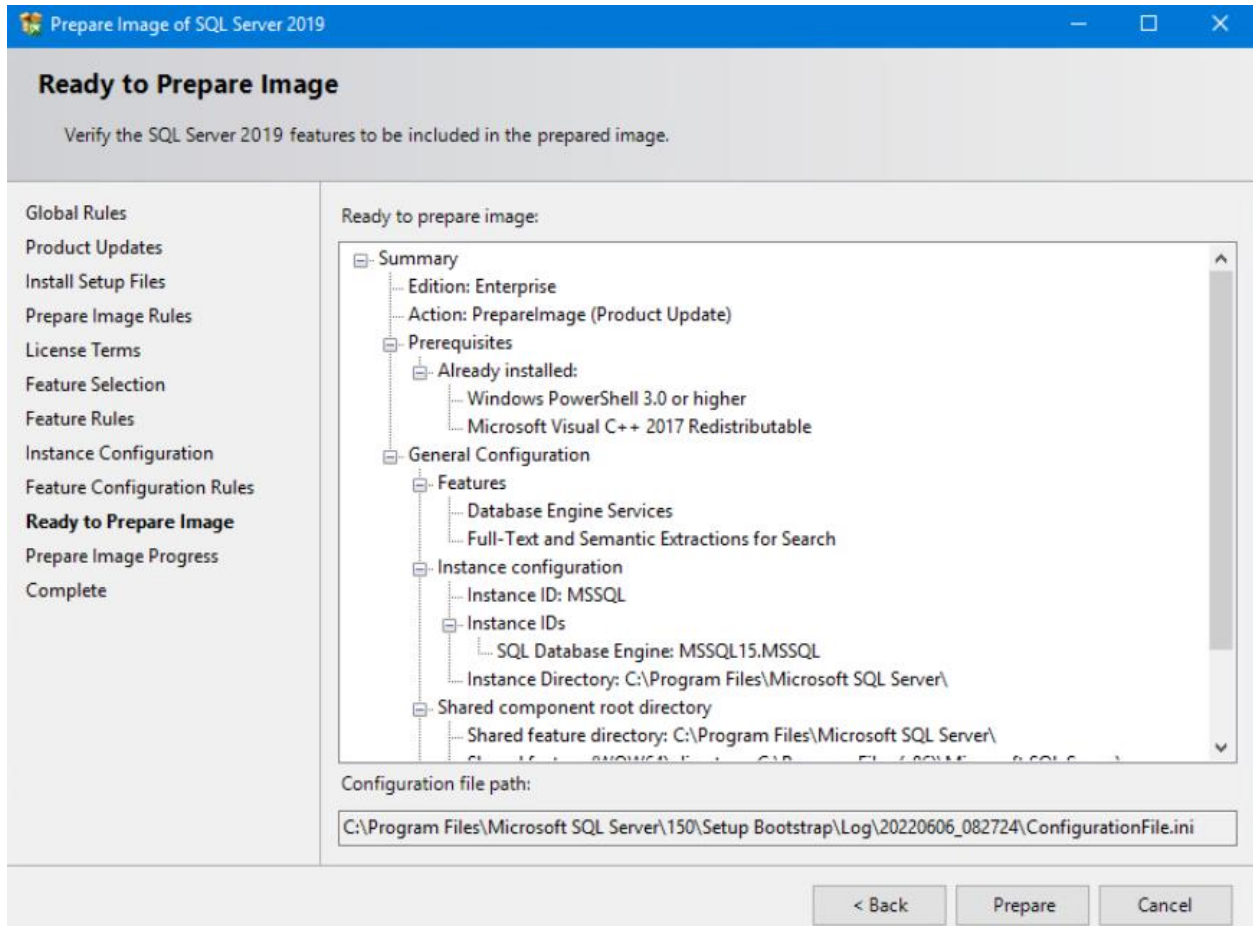 Prepare Image of SQL Server 2019
Ready to Prepare Image
Verify the SQL Server 2019 features to be included in the prepared image.
Global Rules
Product Updates
Install Setup Files
Prepare Image Rules
License Terms
Feature Selection
Feature Rules
Instance Configuration
Feature Configuration Rules
Ready to Prepare Image
Prepare Image Progress
Complete
Ready to prepare image:
Summary
Edition: Enterprise
Action: PrepareImage (Product Update)
Prerequisites
Already installed:
Windows PowerShell 3.0 or higher
Microsoft Visual C++ 2017 Redistributable
General Configuration
Features
Database Engine Services
Full-Text and Semantic Extractions for Search
Instance configuration
Instance ID: MSSQL
Instance IDs
SQL Database Engine: MSSQL15.MSSQL
Instance Directory: C:\Program Files\Microsoft SQL Server\
Shared component root directory
Shared feature directory: C:\Program Files\Microsoft SQL Server\
Configuration file path:
C:\Program Files\Microsoft SQL Server\150\Setup Bootstrap\Log\20220606_082724\ConfigurationFile.ini
< Back
Prepare
Cancel